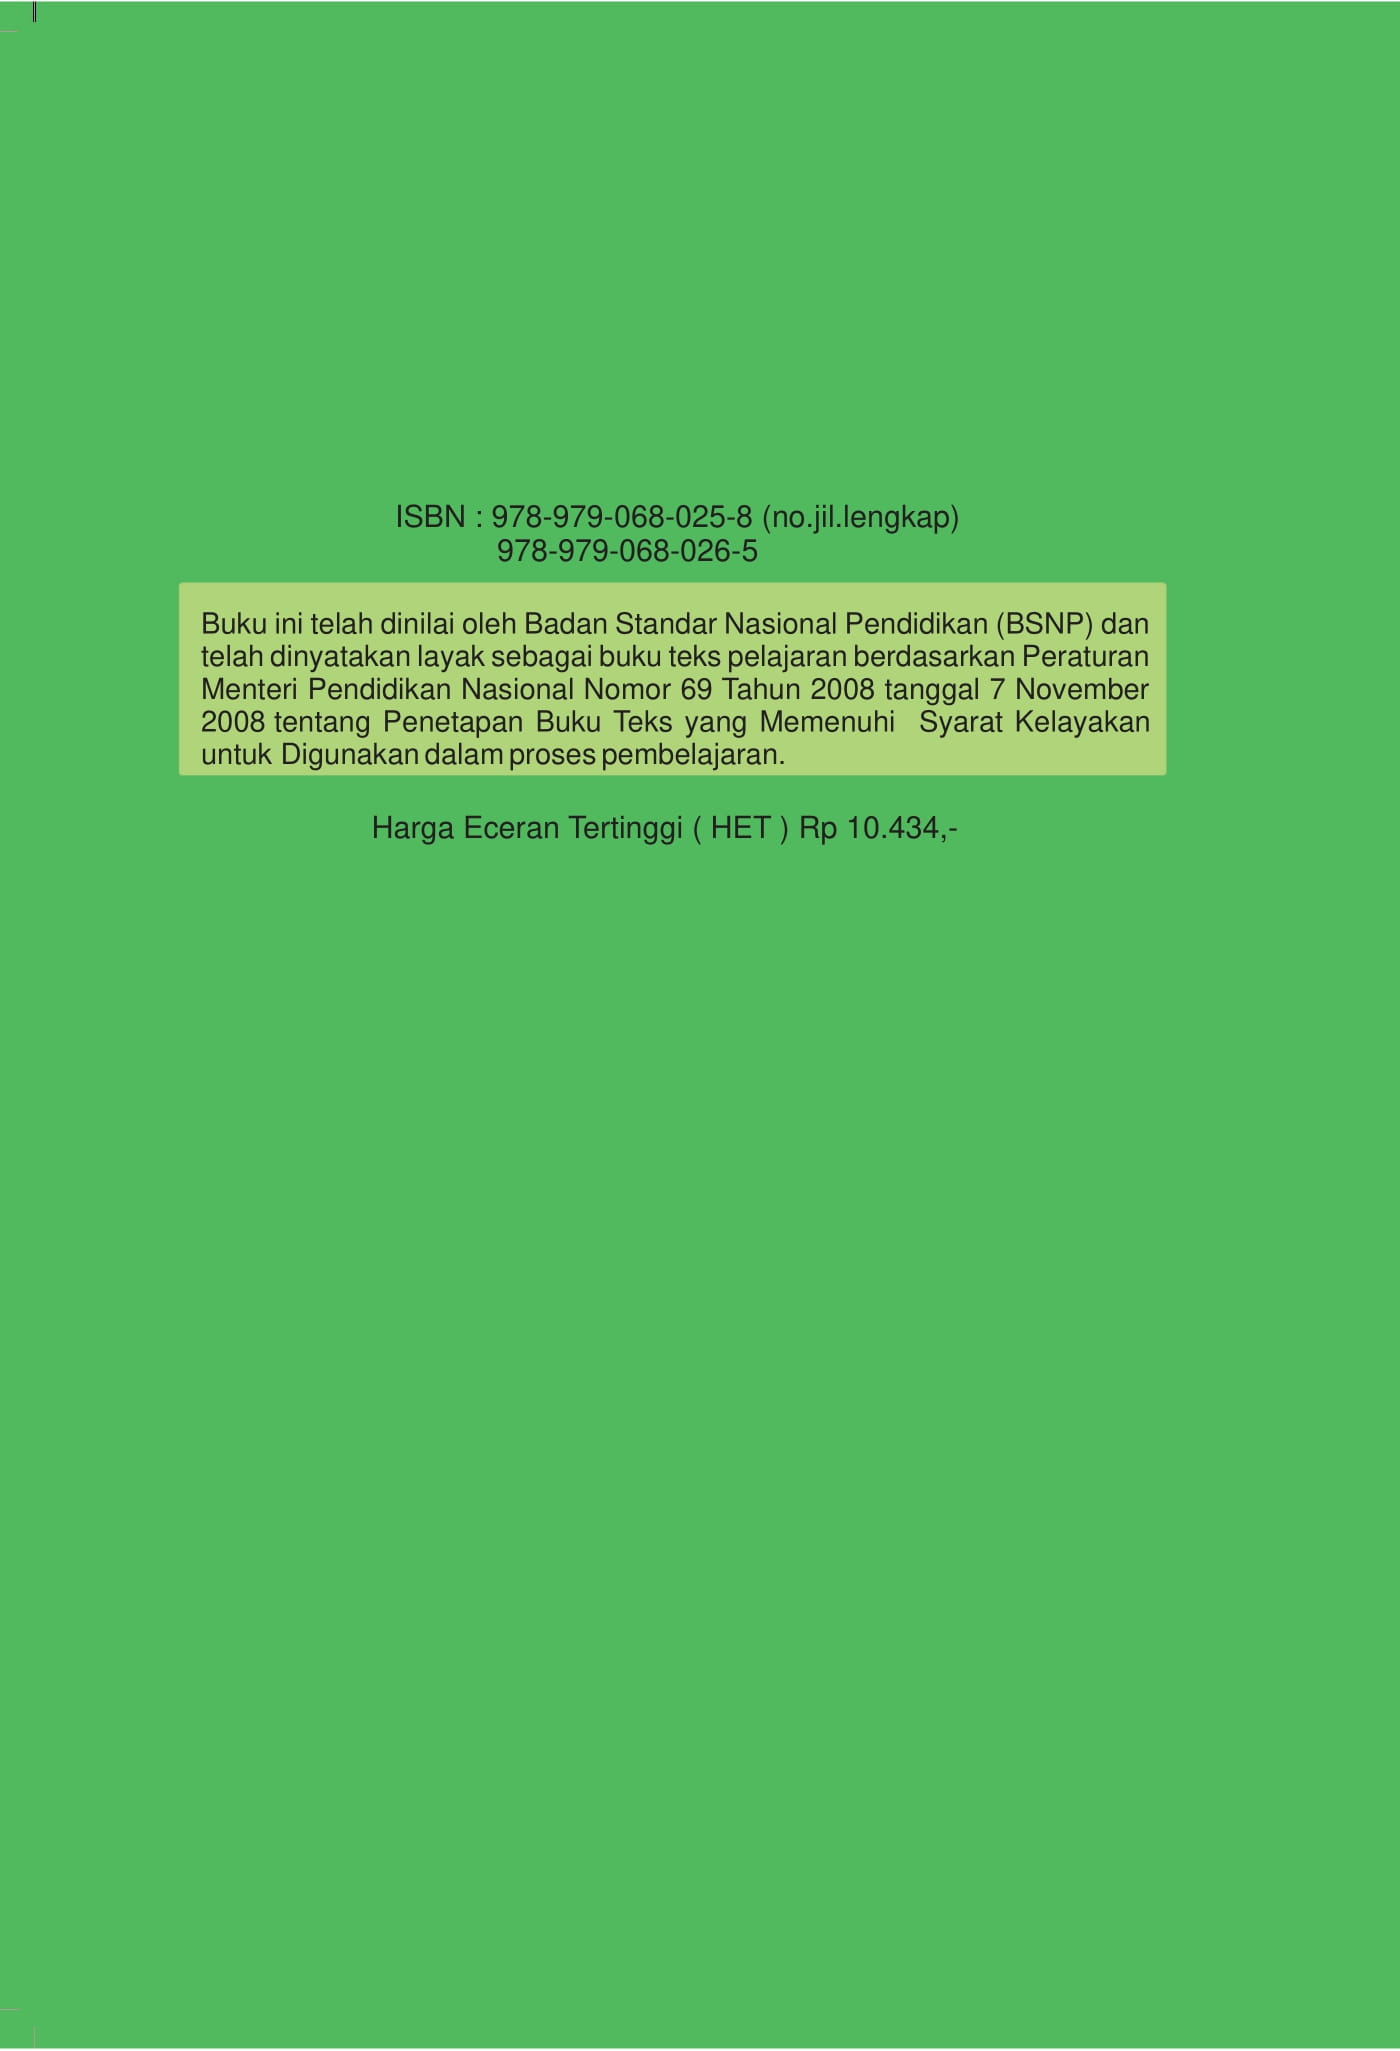 ISBN : 978-979-068-025-8 (no.jil.lengkap)
978-979-068-026-5
Buku ini telah dinilai oleh Badan Standar Nasional Pendidikan (BSNP) dan
telah dinyatakan layak sebagai buku teks pelajaran berdasarkan Peraturan
Menteri Pendidikan Nasional Nomor 69 Tahun 2008 tanggal 7 November
2008 tentang Penetapan Buku Teks yang Memenuhi Syarat Kelayakan
untuk Digunakan dalam proses pembelajaran.
Harga Eceran Tertinggi ( HET ) Rp 10.434,-